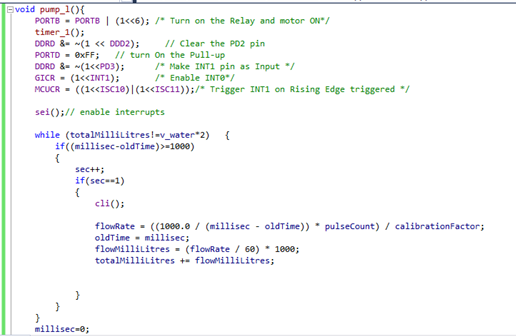 void pump_l(){
PORTB = PORTB | (1<<6); /* Turn on the Relay and motor ON*/
timer_1();
DDRD &= ~(1 << DDD2);     // Clear the PD2 pin
PORTD = 0xFF;   // turn On the Pull-up
DDRD &= ~(1<<PD3);      /* Make INT1 pin as Input */
GICR = (1<<INT1);       /* Enable INT0*/
MCUCR = ((1<<ISC10)|(1<<ISC11));/* Trigger INT1 on Rising Edge triggered */
sei();// enable interrupts
while (totalMilliLitres!=v_water*2)   {
if((millisec-oldTime)>=1000)
{
sec++;
if(sec==1)
{
cli();
flowRate = ((1000.0 / (millisec - oldTime)) * pulseCount) / calibrationFactor;
oldTime = millisec;
flowMilliLitres = (flowRate / 60) * 1000;
totalMilliLitres += flowMilliLitres;
}
}
}
millisec=0;